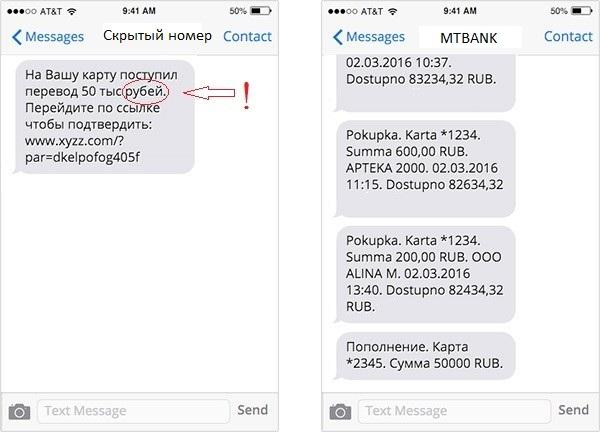 AT&T 9:41 AM 50%
Messages Скрытый номер Contact
На Вашу карту поступил
перевод 50 тыс рубей.
Перейдите по ссылке
чтобы подтвердить:
www.xyzz.com/?
par=dkelpofog405f
!
Text Message Send
AT&T 9:41 AM 50%
Messages MTBANK Contact
02.03.2016 10:37.
Dostupno 83234,32 RUB.
Pokupka. Karta *1234.
Summa 600,00 RUB.
APTEKA 2000. 02.03.2016
11:15. Dostupno 82634,32
Pokupka. Karta *1234.
Summa 200,00 RUB. OOO
ALINA M. 02.03.2016
13:40. Dostupno 82434,32
RUB.
Пополнение. Карта
*2345. Сумма 50000 RUB.
Text Message Send